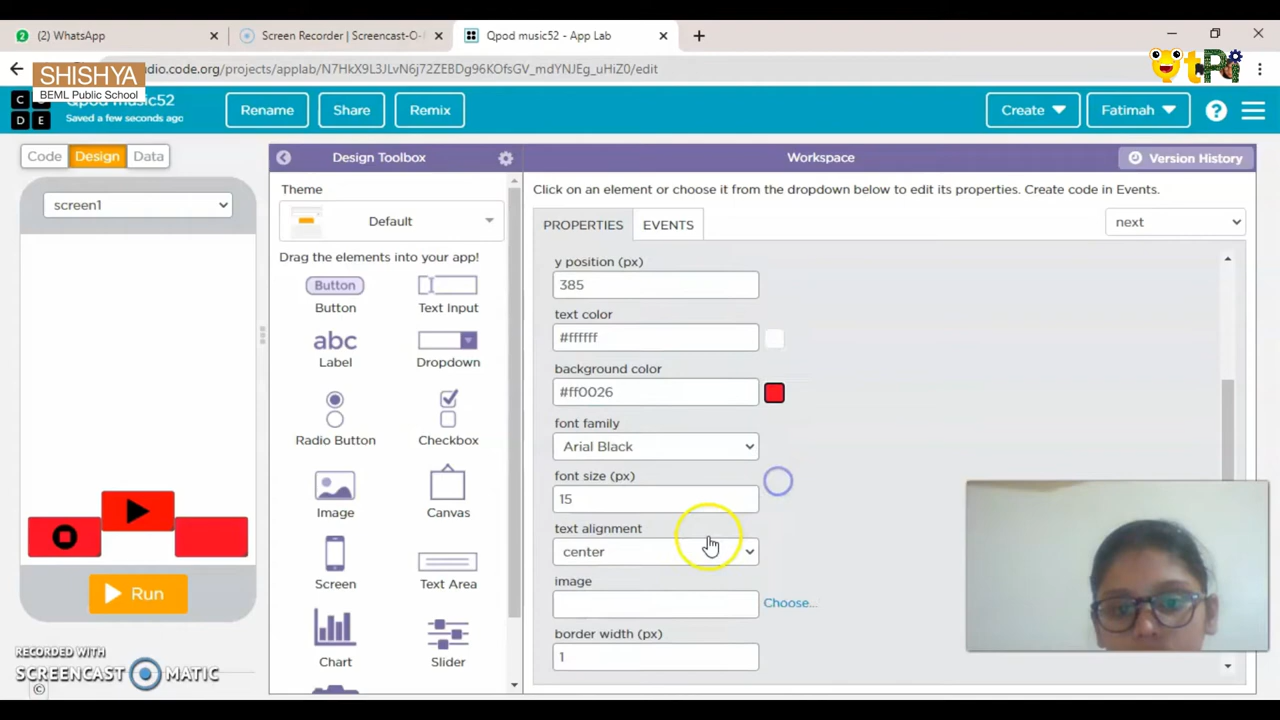 (2) WhatsApp
Screen Recorder | Screencast-O-
Qpod music52 - App Lab
SHISHYA
BEML Public School
dio.code.org/projects/applab/N7HkX9L3JLvN6j72ZEBDg96KOfsGV_mdYNJEg_uHiZ0/edit
tPi
C O
D E
Qpod music52
Saved a few seconds ago
Rename
Share
Remix
Create
Fatimah
?
Code
Design
Data
Design Toolbox
Workspace
Version History
screen1
Theme
Default
Drag the elements into your app!
Button
Button
Text Input
abc
Label
Dropdown
Radio Button
Checkbox
Image
Canvas
Screen
Text Area
Chart
Slider
Run
Click on an element or choose it from the dropdown below to edit its properties. Create code in Events.
PROPERTIES
EVENTS
next
y position (px)
385
text color
#ffffff
background color
#ff0026
font family
Arial Black
font size (px)
15
text alignment
center
image
Choose...
border width (px)
1
RECORDED WITH
SCREENCAST MATIC
©